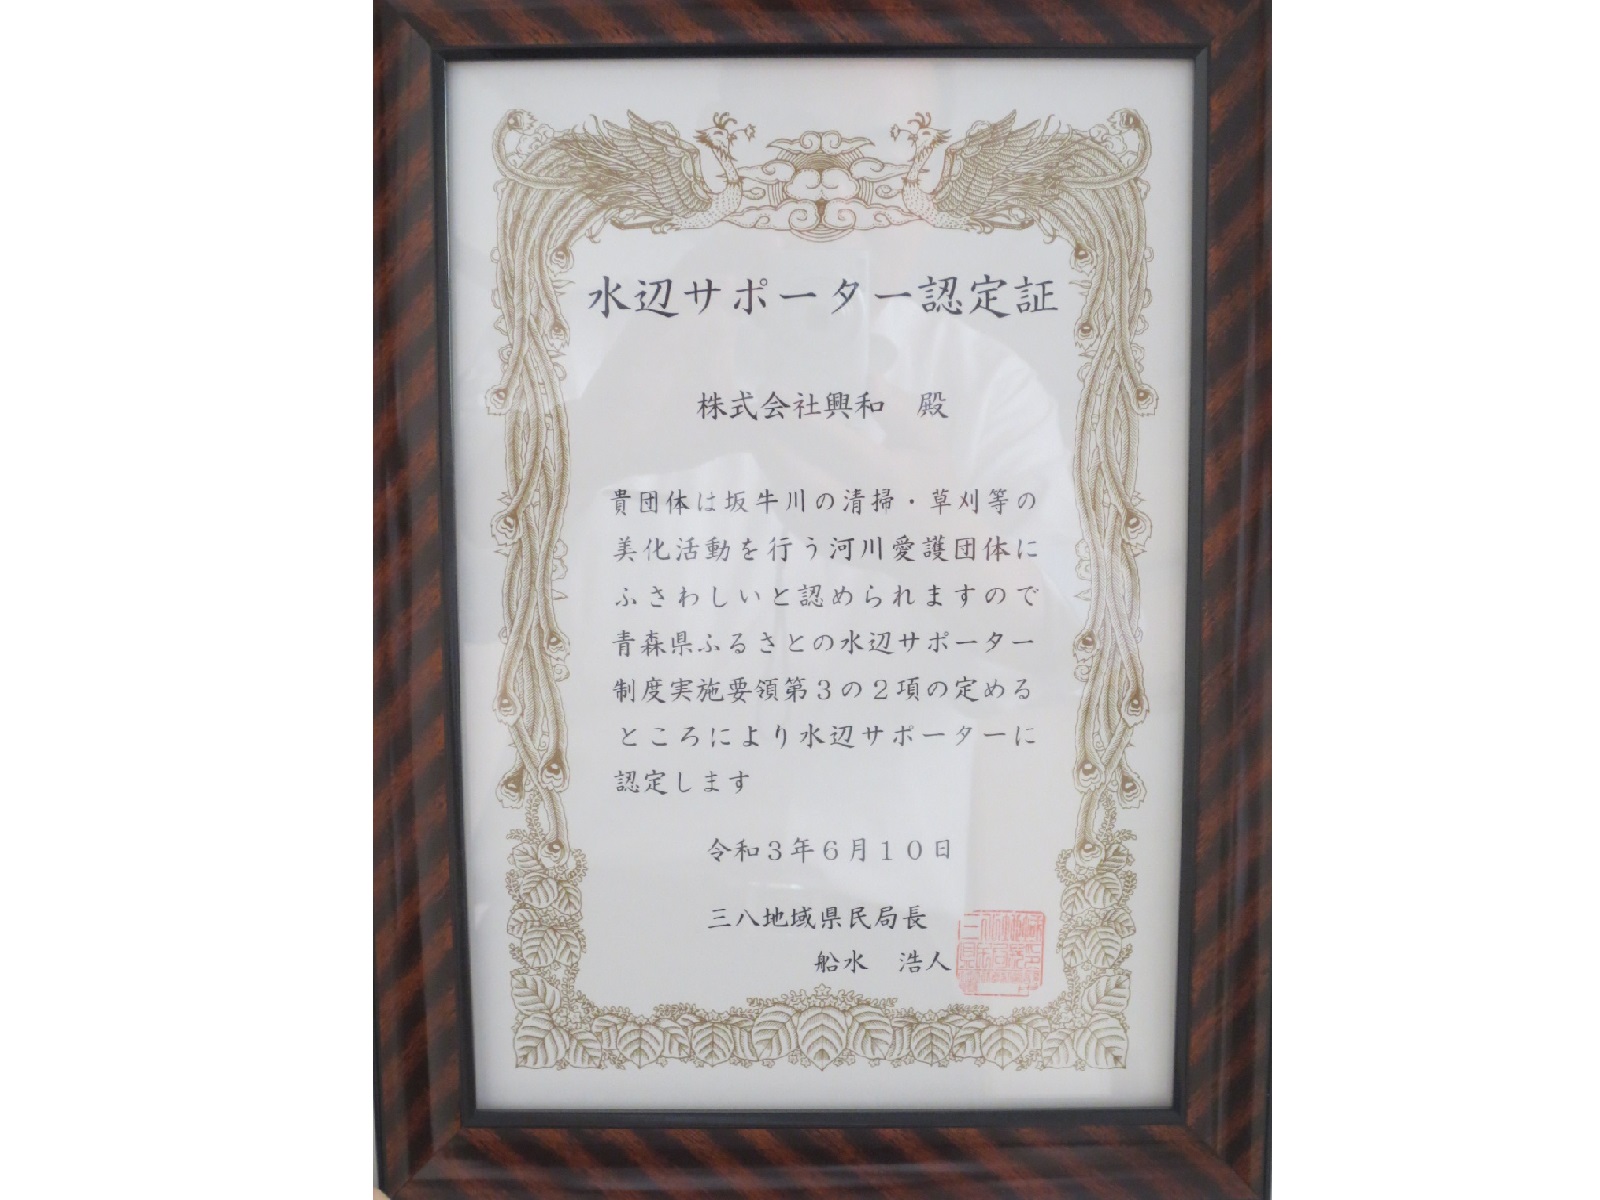 水辺サポーター認定証
株式会社興和 殿
貴団体は坂牛川の清掃・草刈等の
美化活動を行う河川愛護団体に
ふさわしいと認められますので
青森県ふるさとの水辺サポーター
制度実施要領第3の2項の定める
ところにより水辺サポーターに
認定します
令和3年6月10日
三八地域県民局長
船水 浩人